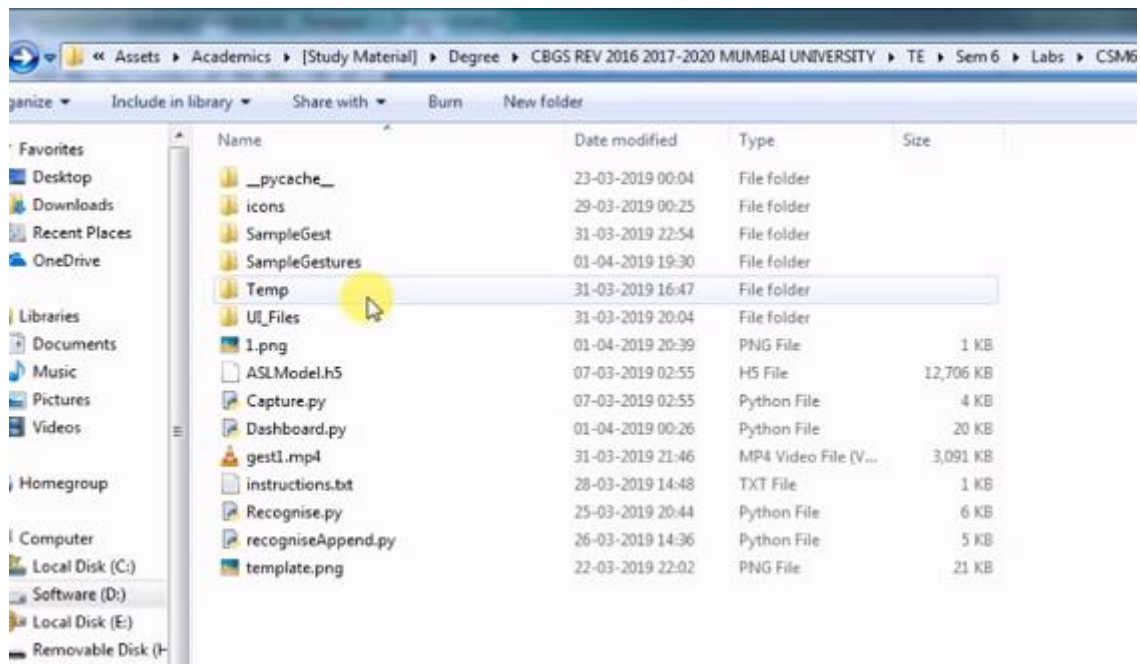 « Assets ▸ Academics ▸ [Study Material] ▸ Degree ▸ CBGS REV 2016 2017-2020 MUMBAI UNIVERSITY ▸ TE ▸ Sem 6 ▸ Labs ▸ CSM6
ganize Include in library Share with Burn New folder
Name Date modified Type Size
Favorites
Desktop
Downloads
Recent Places
OneDrive
Libraries
Documents
Music
Pictures
Videos
Homegroup
Computer
Local Disk (C:)
Software (D:)
Local Disk (E:)
Removable Disk (H
__pycache__ 23-03-2019 00:04 File folder
icons 29-03-2019 00:25 File folder
SampleGest 31-03-2019 22:54 File folder
SampleGestures 01-04-2019 19:30 File folder
Temp 31-03-2019 16:47 File folder
UI_Files 31-03-2019 20:04 File folder
1.png 01-04-2019 20:39 PNG File 1 KB
ASLModel.h5 07-03-2019 02:55 H5 File 12,706 KB
Capture.py 07-03-2019 02:55 Python File 4 KB
Dashboard.py 01-04-2019 00:26 Python File 20 KB
gest1.mp4 31-03-2019 21:46 MP4 Video File (V... 3,091 KB
instructions.txt 28-03-2019 14:48 TXT File 1 KB
Recognise.py 25-03-2019 20:44 Python File 6 KB
recogniseAppend.py 26-03-2019 14:36 Python File 5 KB
template.png 22-03-2019 22:02 PNG File 21 KB